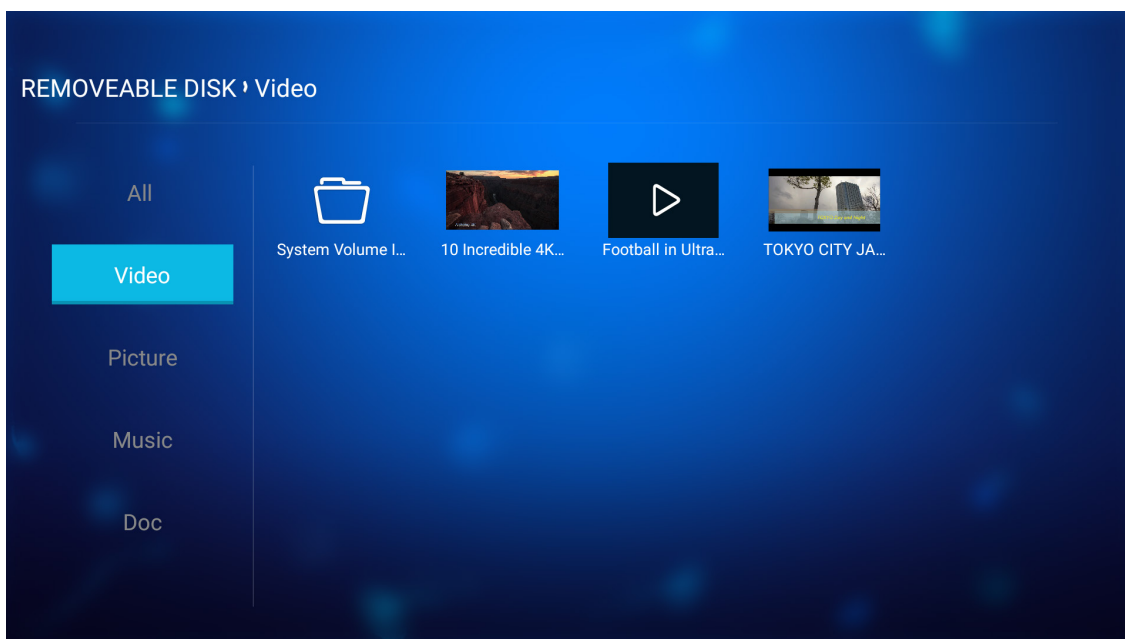 REMOVEABLE DISK › Video
All
Video
Picture
Music
Doc
System Volume I...
10 Incredible 4K...
Football in Ultra...
TOKYO CITY JA...